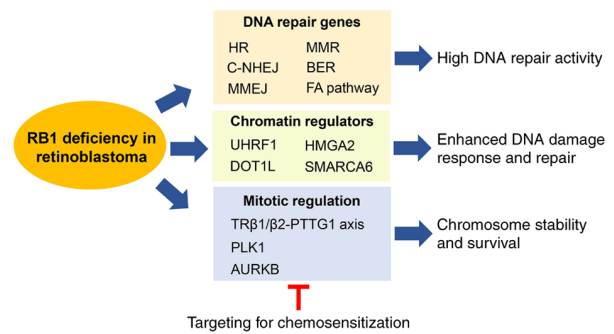 RB1 deficiency in
retinoblastoma
DNA repair genes
HR MMR
C-NHEJ BER
MMEJ FA pathway
High DNA repair activity
Chromatin regulators
UHRF1 HMGA2
DOT1L SMARCA6
Enhanced DNA damage
response and repair
Mitotic regulation
TRβ1/β2-PTTG1 axis
PLK1
AURKB
Chromosome stability
and survival
Targeting for chemosensitization